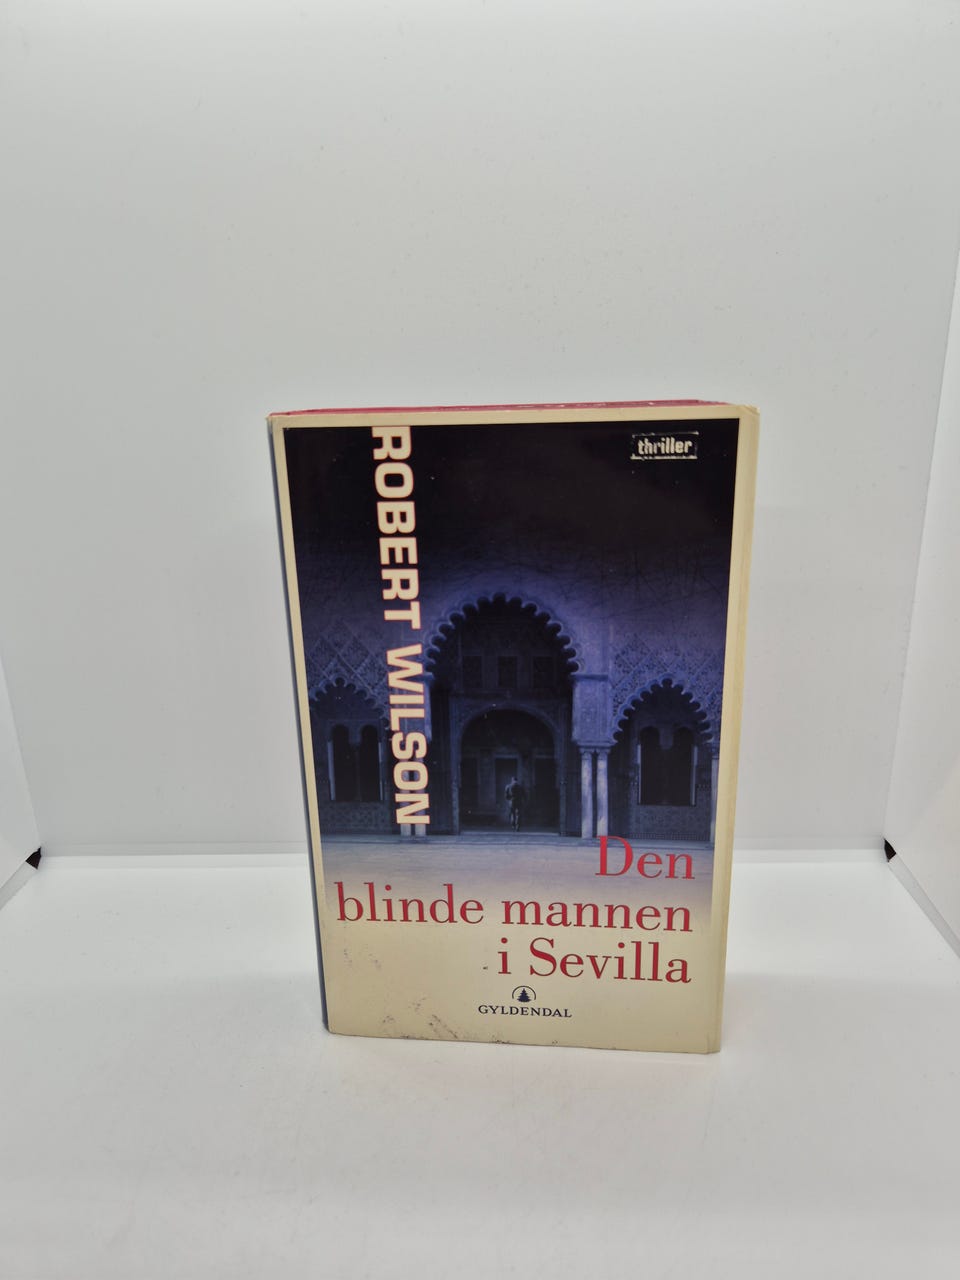 thriller
ROBERT WILSON
Den
blinde mannen
i Sevilla
GYLDENDAL